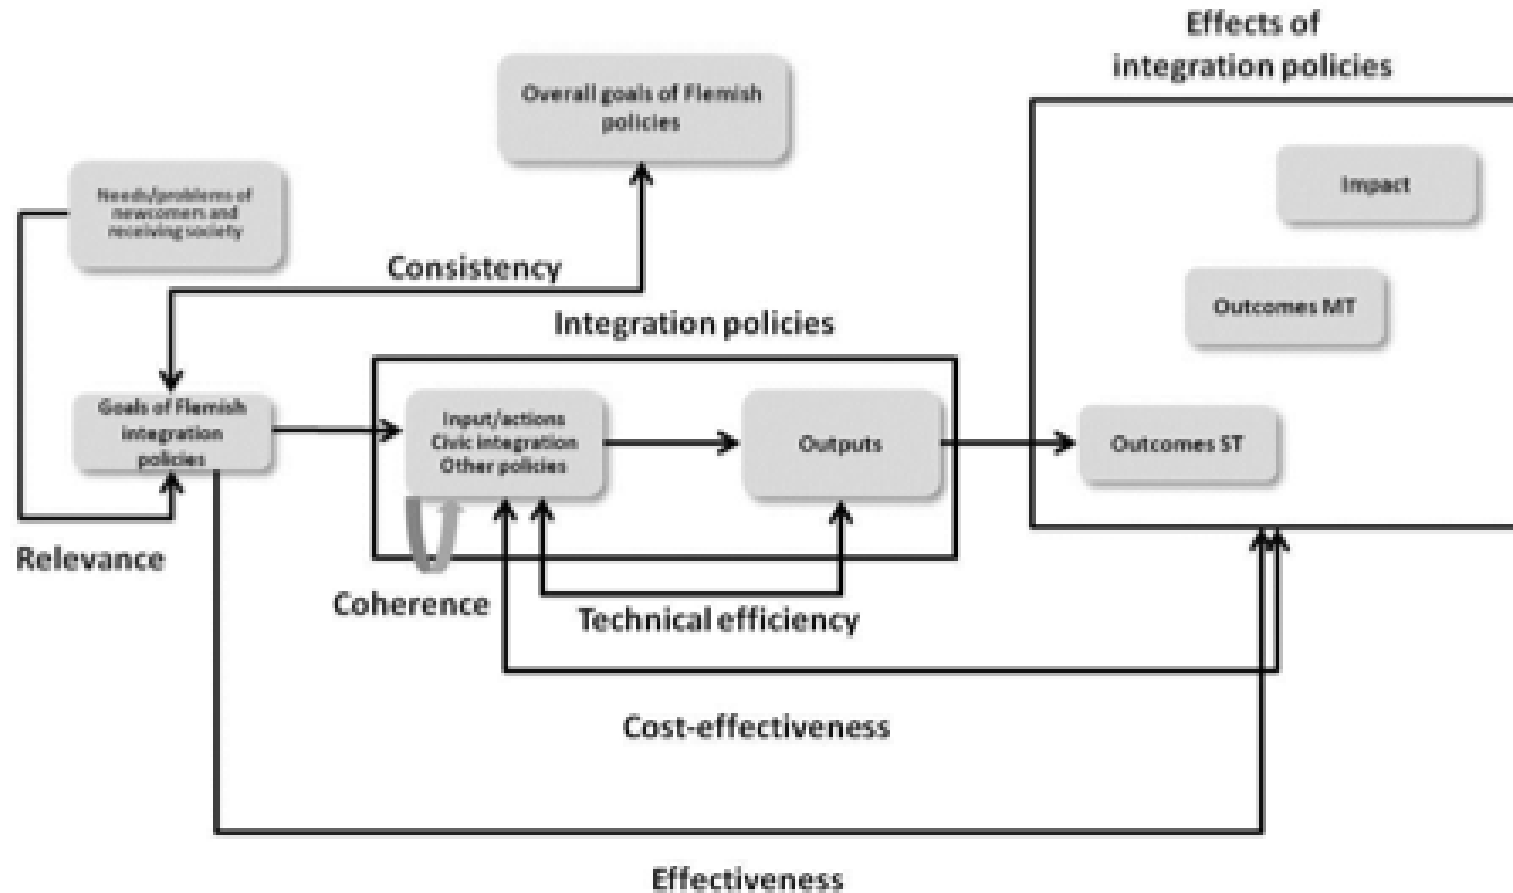 Effects of
integration policies
Overall goals of Flemish
policies
Needs/problems of
newcomers and
receiving society
Impact
Consistency
Outcomes MT
Integration policies
Goals of Flemish
integration
policies
Input/actions
Civic integration
Other policies
Outputs
Outcomes ST
Relevance
Coherence
Technical efficiency
Cost-effectiveness
Effectiveness